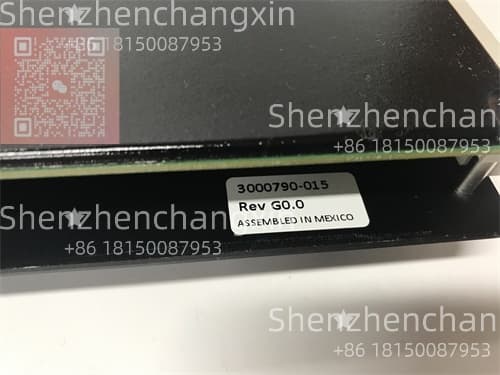 Shenzhenchangxin
+86 18150087953
Shenzhenchan
+86 18150087953
3000790-015
Rev G0.0
ASSEMBLED IN MEXICO
Shenzhenchangxin
+86 18150087953
Shenzhenchan
+86 18150087953